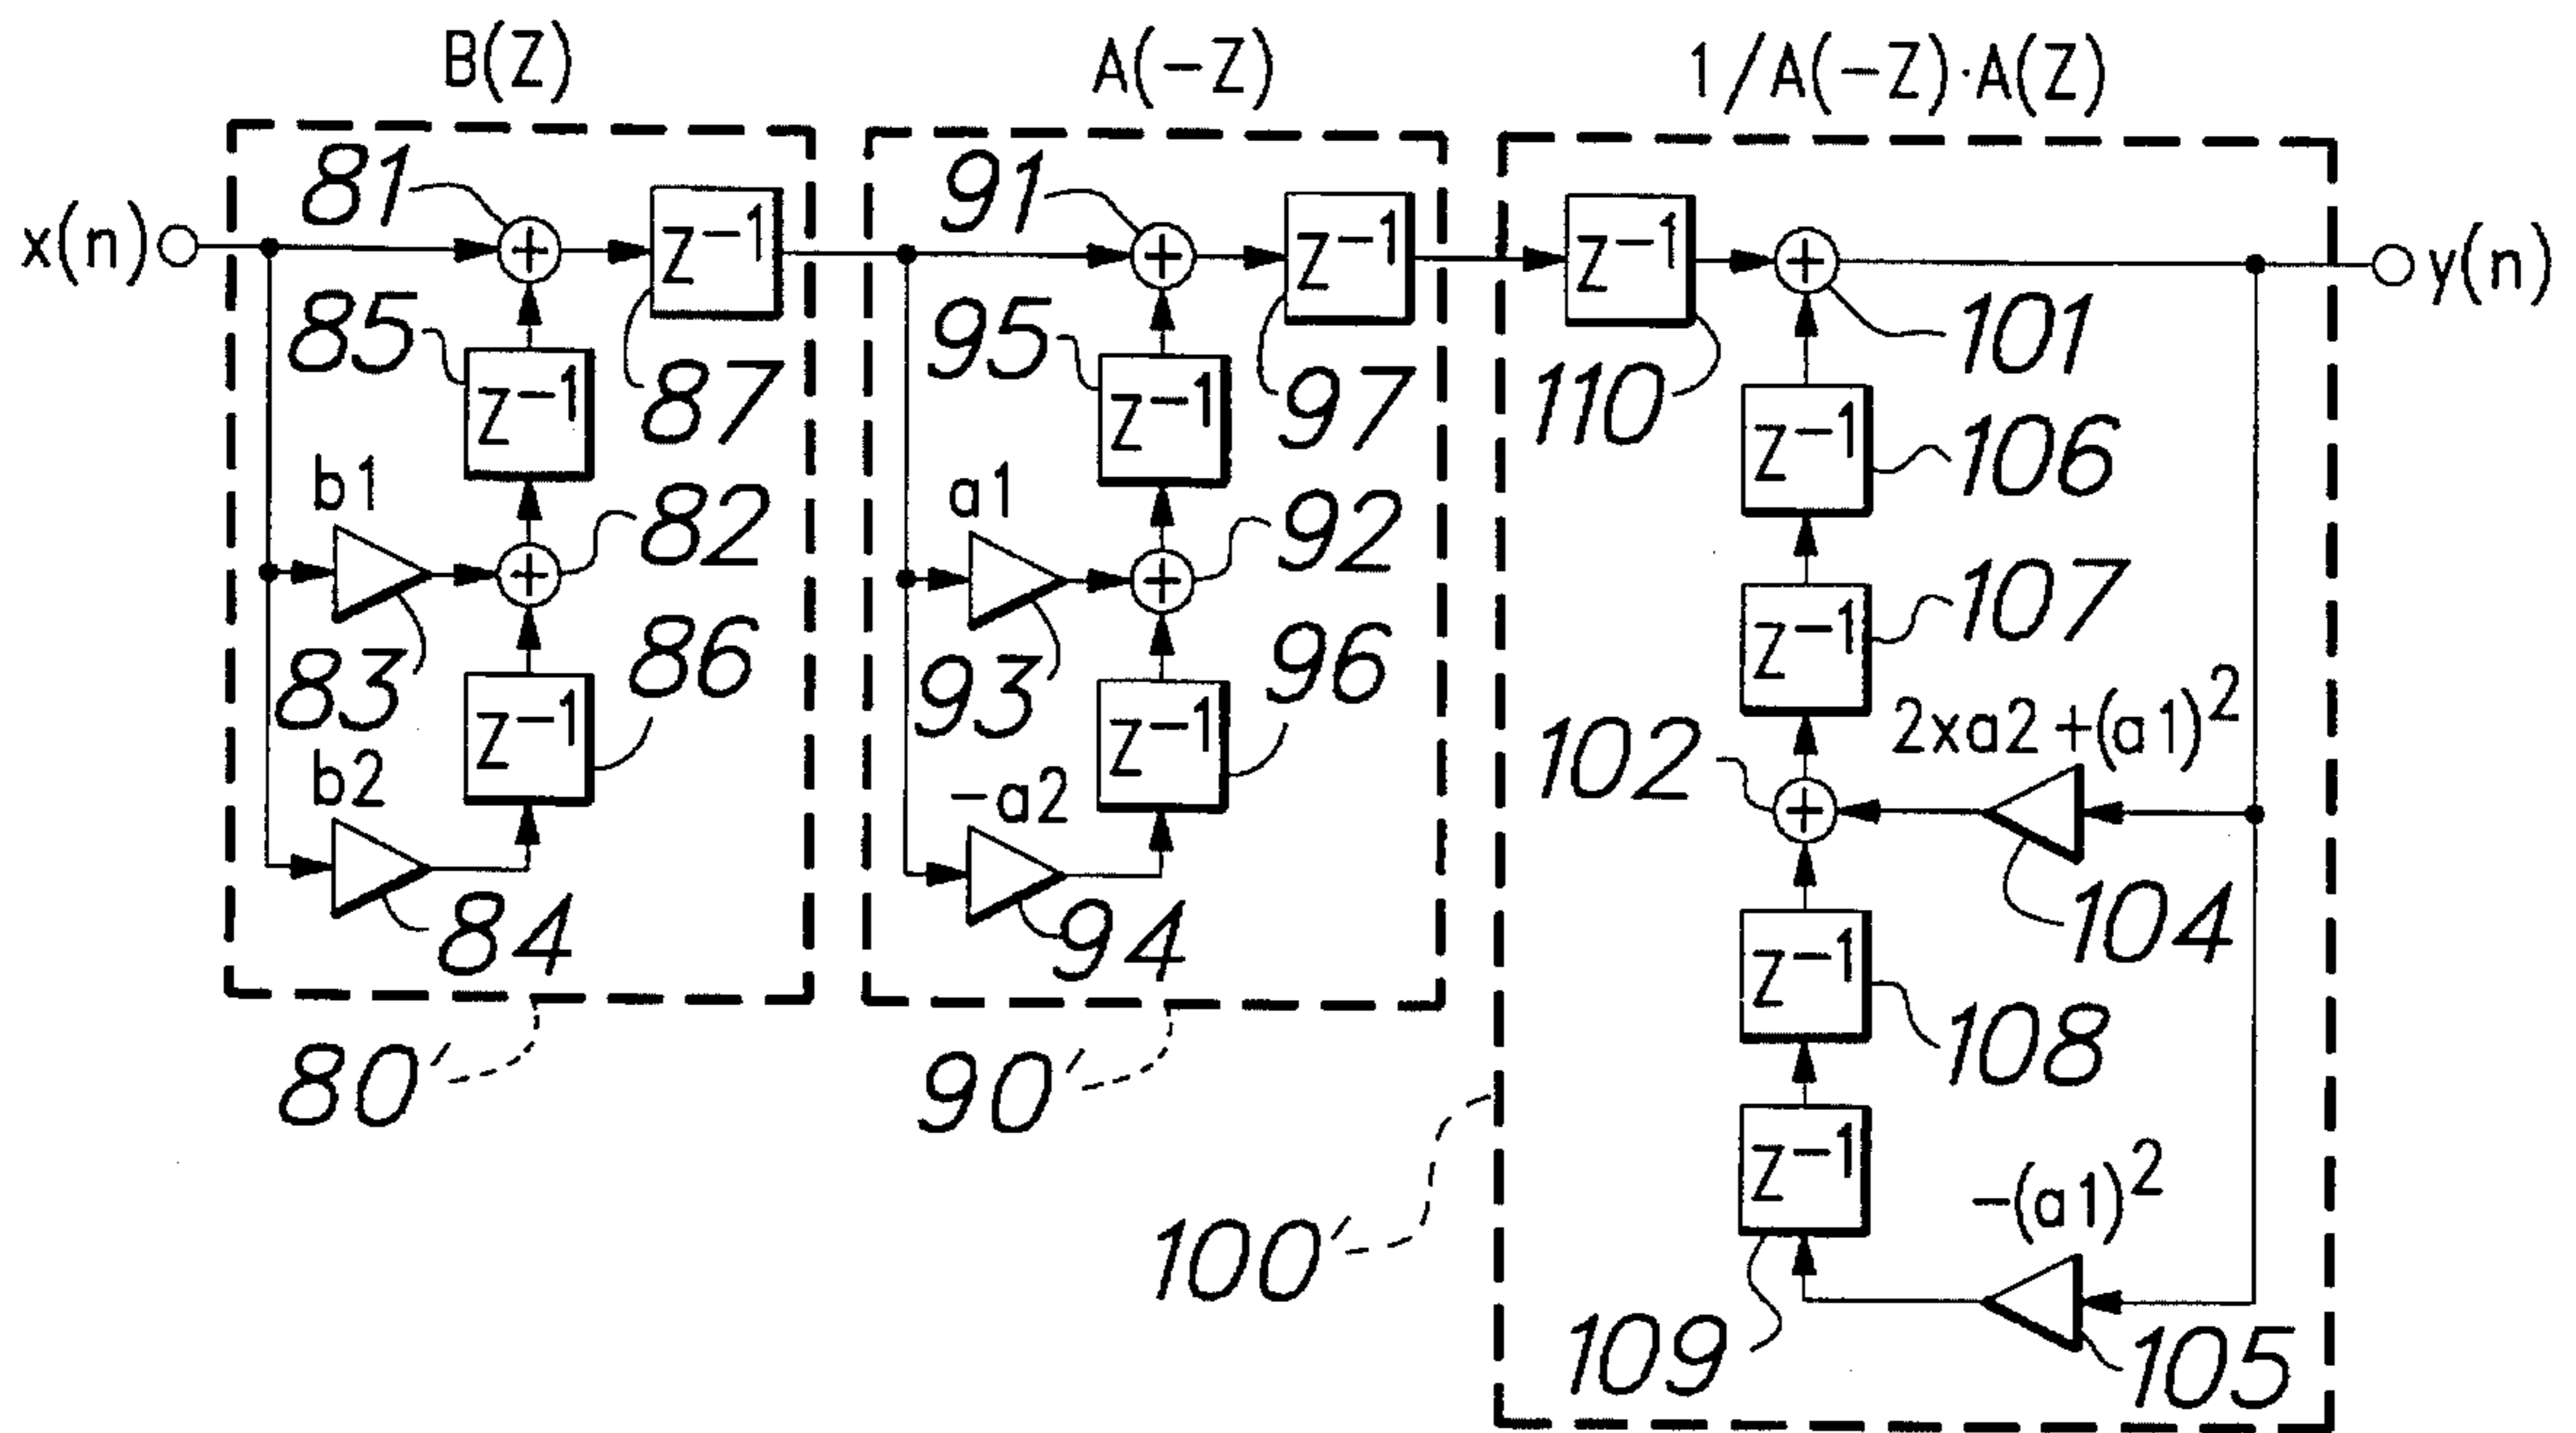 B(Z)
A(-Z)
1/A(-Z)·A(Z)
x(n)
81
z⁻¹
85
z⁻¹
87
b1
82
83
86
z⁻¹
b2
84
80′
91
z⁻¹
95
z⁻¹
97
a1
92
93
96
z⁻¹
-a2
94
90′
z⁻¹
110
101
y(n)
z⁻¹
106
z⁻¹
107
102
2xa2+(a1)²
104
z⁻¹
108
z⁻¹
109
-(a1)²
105
100′